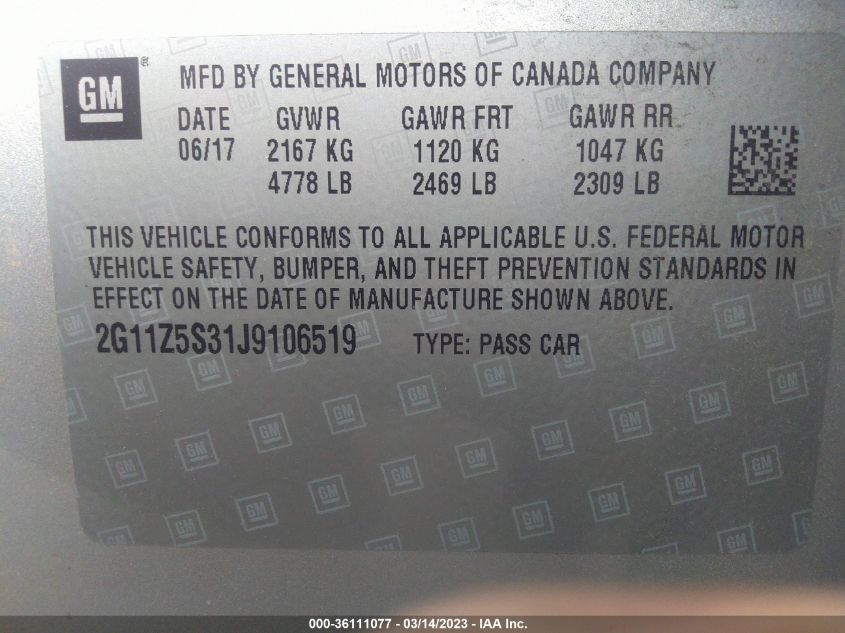 GM
MFD BY GENERAL MOTORS OF CANADA COMPANY
DATE GVWR GAWR FRT GAWR RR
06/17 2167 KG 1120 KG 1047 KG
4778 LB 2469 LB 2309 LB
THIS VEHICLE CONFORMS TO ALL APPLICABLE U.S. FEDERAL MOTOR
VEHICLE SAFETY, BUMPER, AND THEFT PREVENTION STANDARDS IN
EFFECT ON THE DATE OF MANUFACTURE SHOWN ABOVE.
2G11Z5S31J9106519 TYPE: PASS CAR
000-36111077 - 03/14/2023 - IAA Inc.